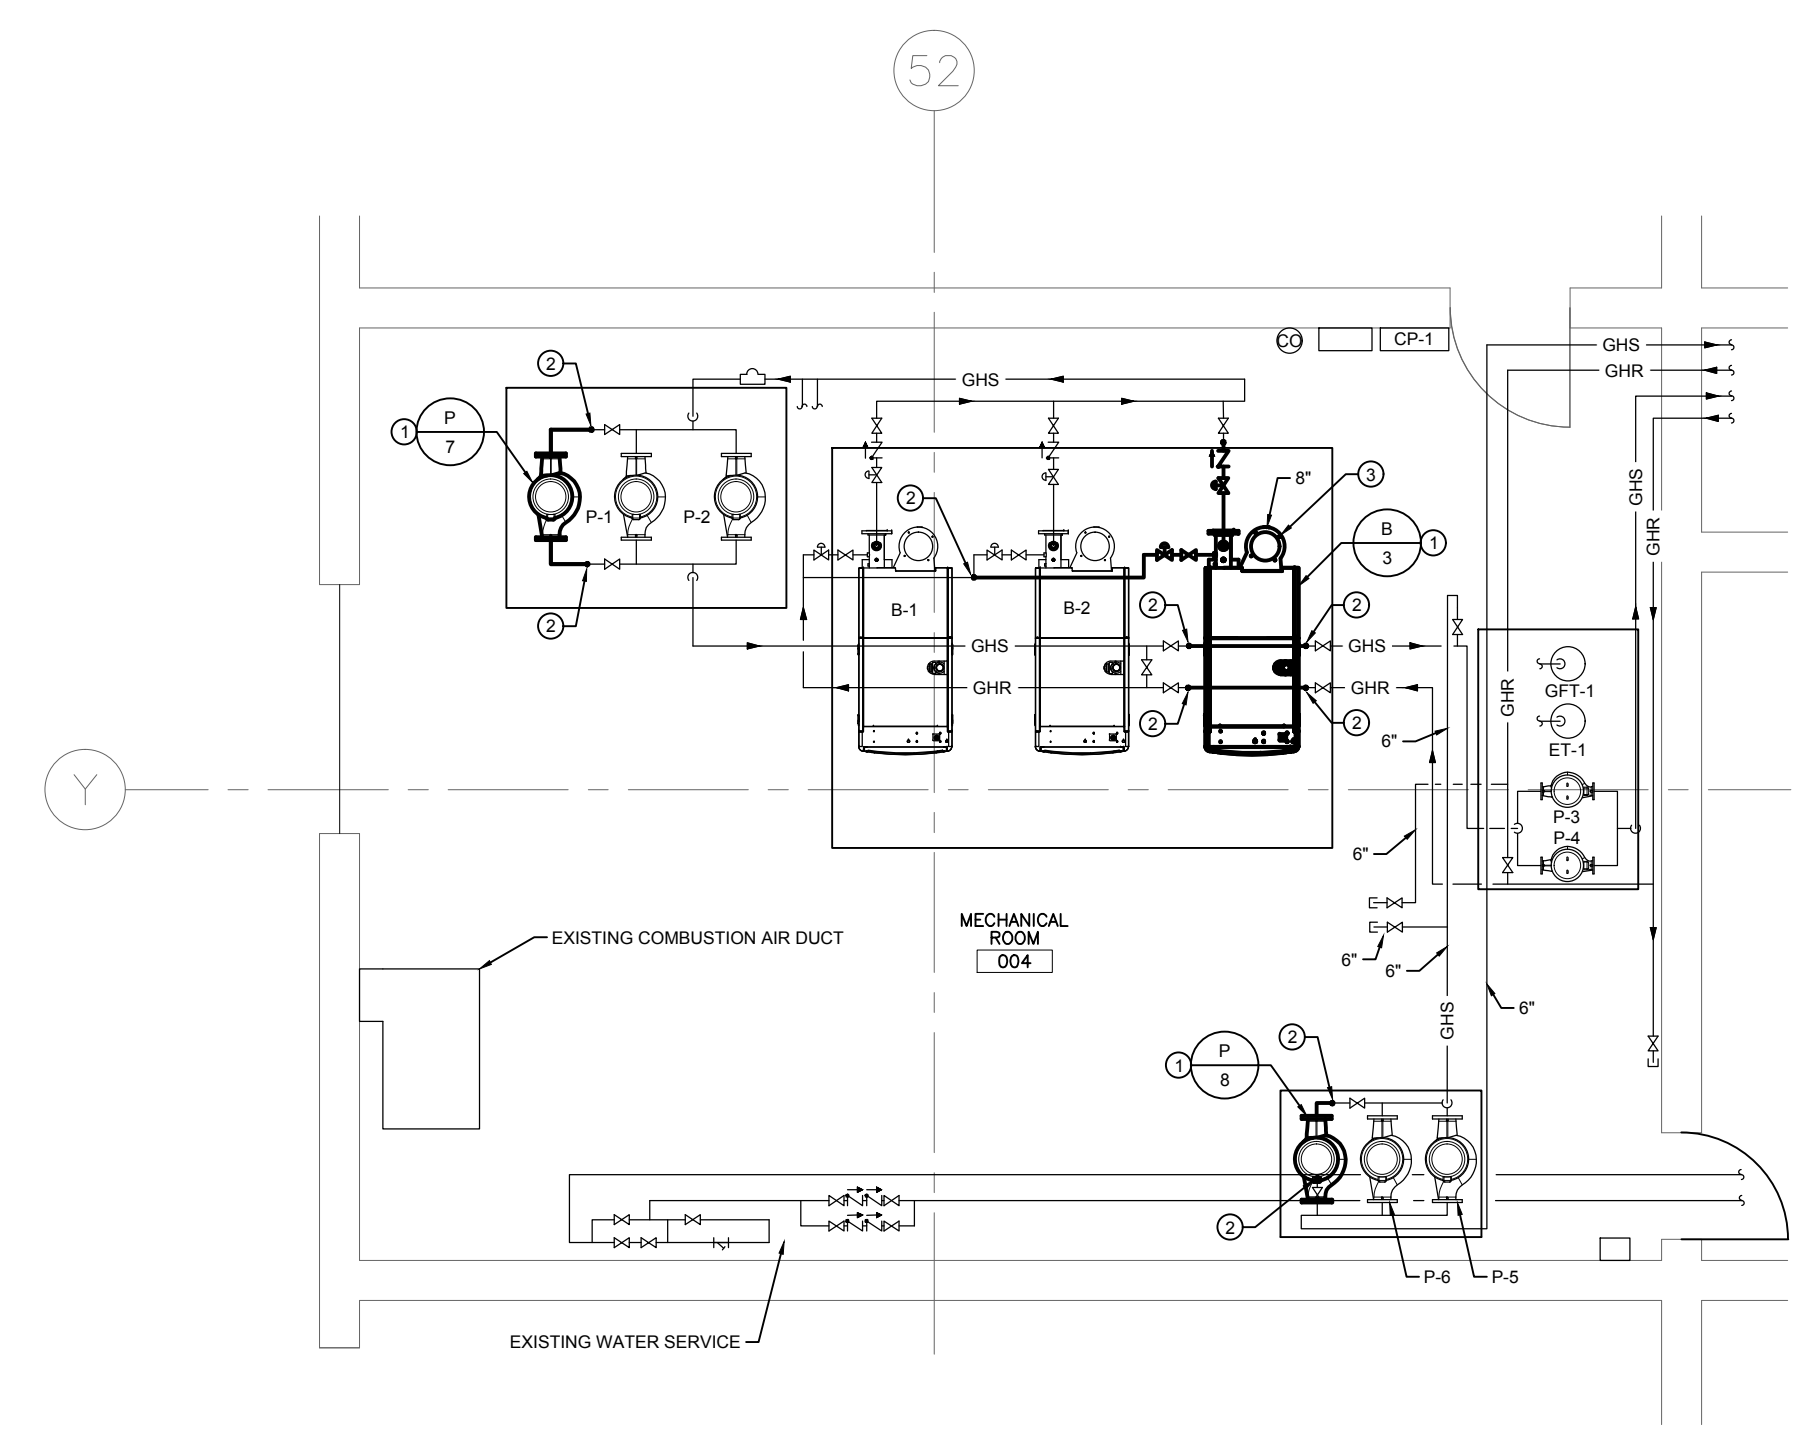 52
CO
CP-1
GHS
GHR
2
GHS
1
P
7
GHS
2
8"
3
P-1
P-2
GHR
B
3
1
B-1
B-2
2
2
2
GHS
GHS
GHR
GHR
GHR
GFT-1
2
2
6"
ET-1
Y
P-3
P-4
6"
MECHANICAL
ROOM
004
EXISTING COMBUSTION AIR DUCT
6"
6"
6"
GHS
1
P
8
2
2
P-6
P-5
EXISTING WATER SERVICE